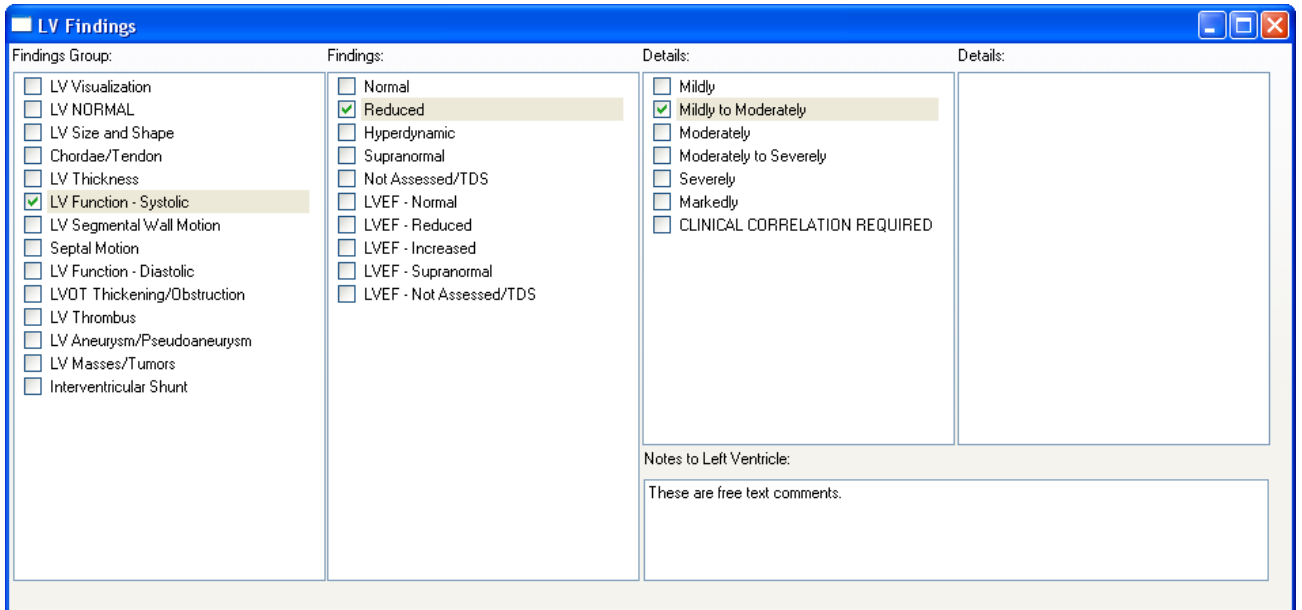 LV Findings
Findings Group:
LV Visualization
LV NORMAL
LV Size and Shape
Chordae/Tendon
LV Thickness
LV Function - Systolic
LV Segmental Wall Motion
Septal Motion
LV Function - Diastolic
LVOT Thickening/Obstruction
LV Thrombus
LV Aneurysm/Pseudoaneurysm
LV Masses/Tumors
Interventricular Shunt
Findings:
Normal
Reduced
Hyperdynamic
Supranormal
Not Assessed/TDS
LVEF - Normal
LVEF - Reduced
LVEF - Increased
LVEF - Supranormal
LVEF - Not Assessed/TDS
Details:
Mildly
Mildly to Moderately
Moderately
Moderately to Severely
Severely
Markedly
CLINICAL CORRELATION REQUIRED
Details:
Notes to Left Ventricle:
These are free text comments.